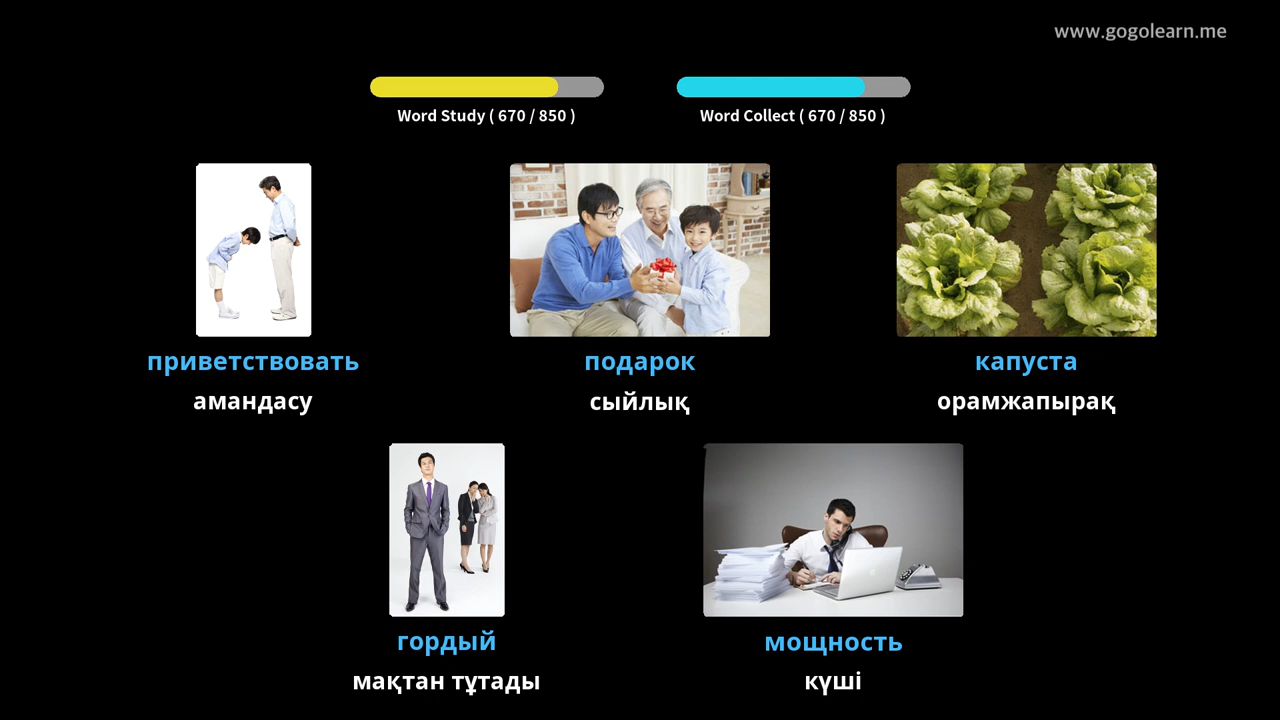 www.gogolearn.me
Word Study ( 670 / 850 )
Word Collect ( 670 / 850 )
приветствовать
амандасу
подарок
сыйлық
капуста
орамжапырақ
гордый
мақтан тұтады
мощность
күші